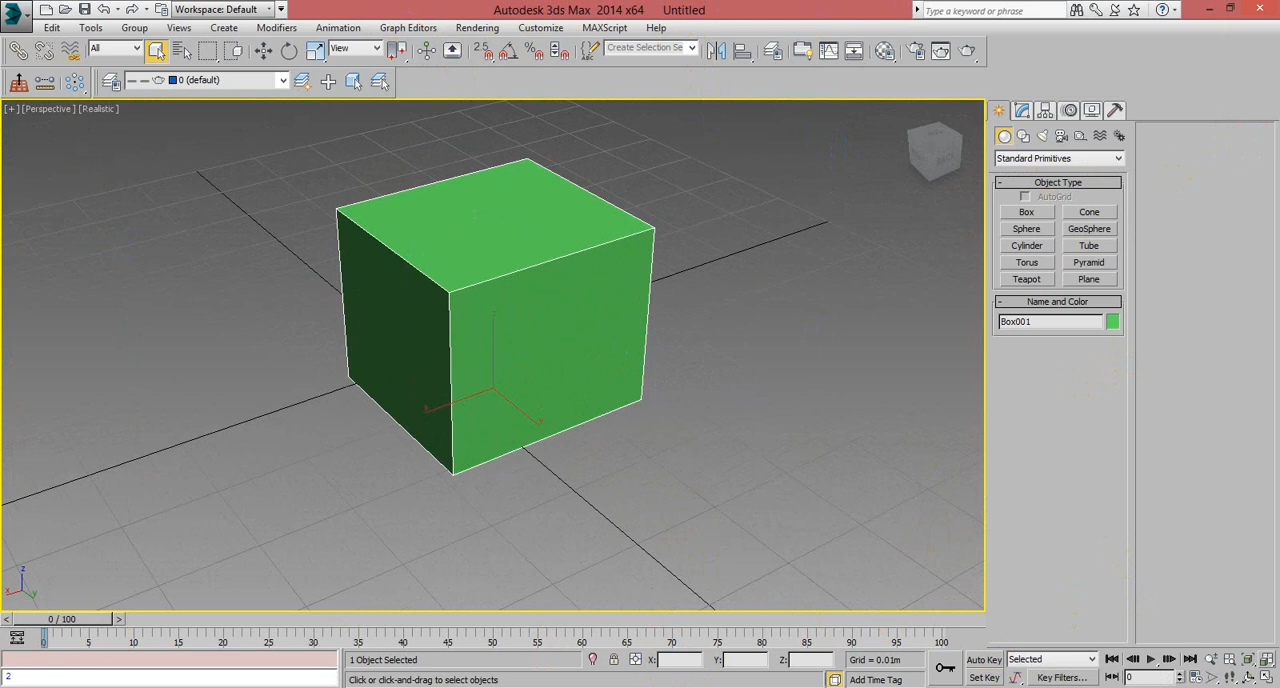 Workspace: Default
Autodesk 3ds Max 2014 x64 Untitled
Type a keyword or phrase
Edit Tools Group Views Create Modifiers Animation Graph Editors Rendering Customize MAXScript Help
All
View
2.5
Create Selection Se
0 (default)
[+] [Perspective] [Realistic]
Standard Primitives
- Object Type
AutoGrid
Box Cone
Sphere GeoSphere
Cylinder Tube
Torus Pyramid
Teapot Plane
- Name and Color
Box001
z
x y
z
x y
< 0 / 100 >
0 5 10 15 20 25 30 35 40 45 50 55 60 65 70 75 80 85 90 95 100
1 Object Selected X: Y: Z: Grid = 0.01m Auto Key Selected
2
Click or click-and-drag to select objects Add Time Tag Set Key Key Filters... 0